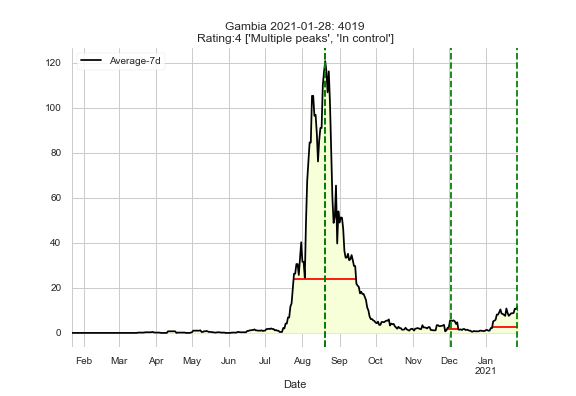 Gambia 2021-01-28: 4019
Rating:4 ['Multiple peaks', 'In control']
Average-7d
120
100
80
60
40
20
0
Feb Mar Apr May Jun Jul Aug Sep Oct Nov Dec Jan
2021
Date